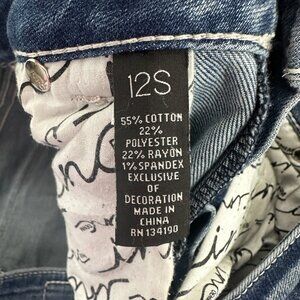 12S
55% COTTON
22%
POLYESTER
22% RAYON
1% SPANDEX
EXCLUSIVE
OF
DECORATION
MADE IN
CHINA
RN 134190